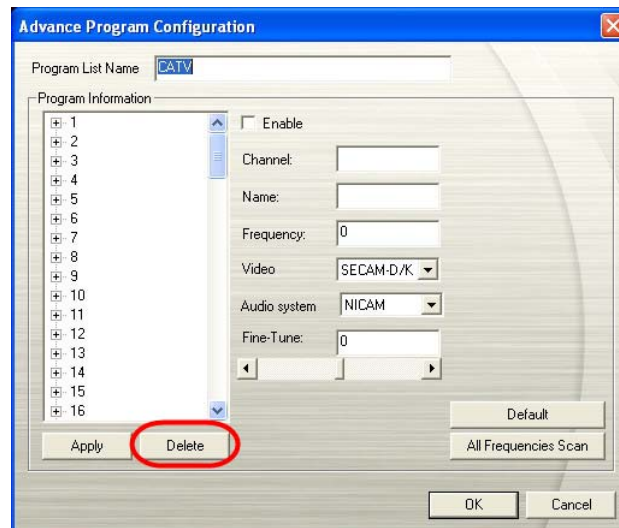 Advance Program Configuration
Program List Name CATV
Program Information
1
2
3
4
5
6
7
8
9
10
11
12
13
14
15
16
Enable
Channel:
Name:
Frequency: 0
Video SECAM-D/K
Audio system NICAM
Fine-Tune: 0
Apply Delete
Default
All Frequencies Scan
OK Cancel